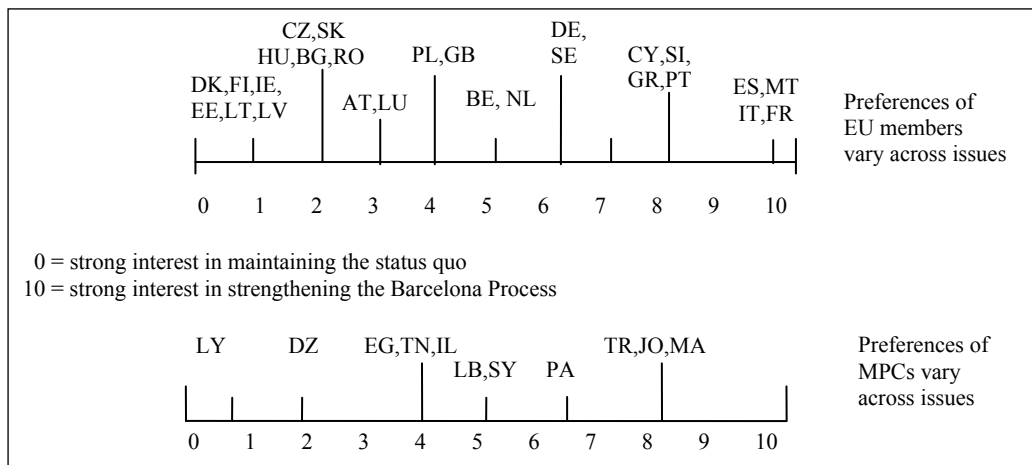 CZ,SK
HU,BG,RO
DK,FI,IE,
EE,LT,LV
AT,LU
PL,GB
BE, NL
DE,
SE
CY,SI,
GR,PT
ES,MT
IT,FR
Preferences of
EU members
vary across issues
0 1 2 3 4 5 6 7 8 9 10
0 = strong interest in maintaining the status quo
10 = strong interest in strengthening the Barcelona Process
LY DZ EG,TN,IL TR,JO,MA
LB,SY PA
Preferences of
MPCs vary
across issues
0 1 2 3 4 5 6 7 8 9 10